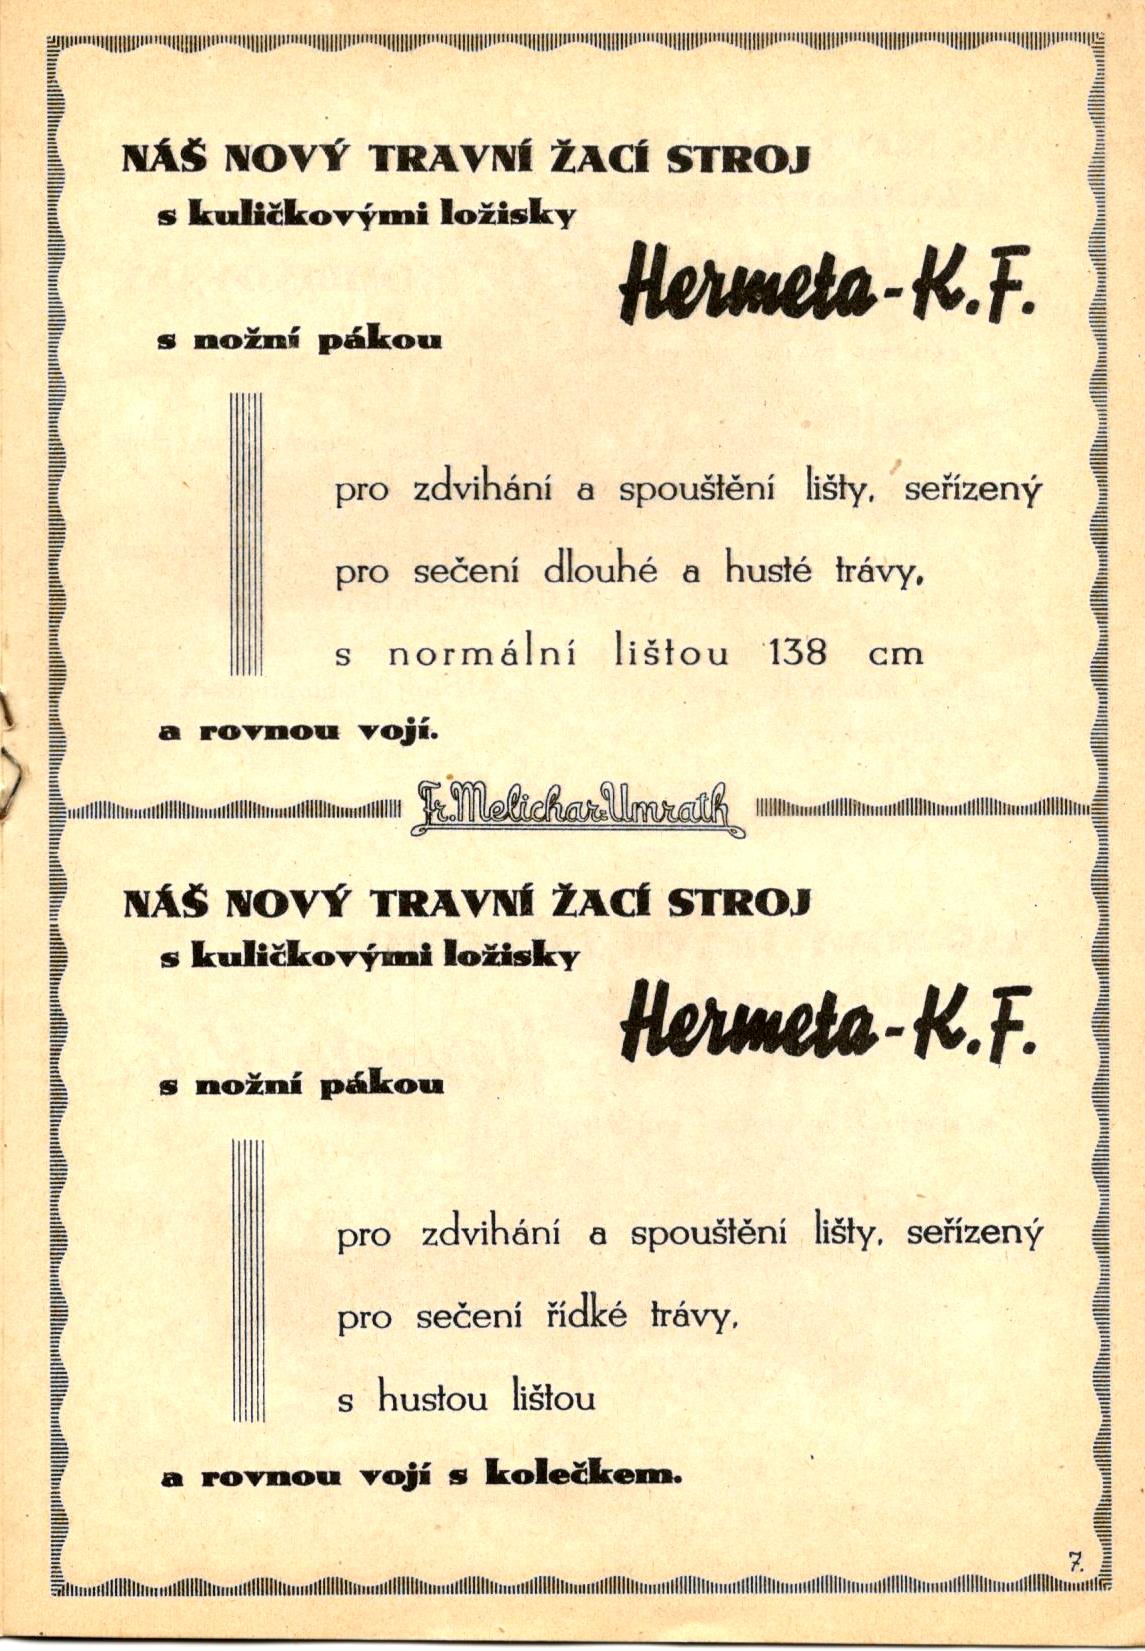 NÁŠ NOVÝ TRAVNÍ ŽACÍ STROJ
s kuličkovými ložisky
Hermeta-K.F.
s nožní pákou
pro zdvihání a spouštění lišty, seřízený
pro sečení dlouhé a husté trávy,
s normální lištou 138 cm
a rovnou vojí.
Fr. Melichar-Umrath
NÁŠ NOVÝ TRAVNÍ ŽACÍ STROJ
s kuličkovými ložisky
Hermeta-K.F.
s nožní pákou
pro zdvihání a spouštění lišty, seřízený
pro sečení řídké trávy,
s hustou lištou
a rovnou vojí s kolečkem.
7.